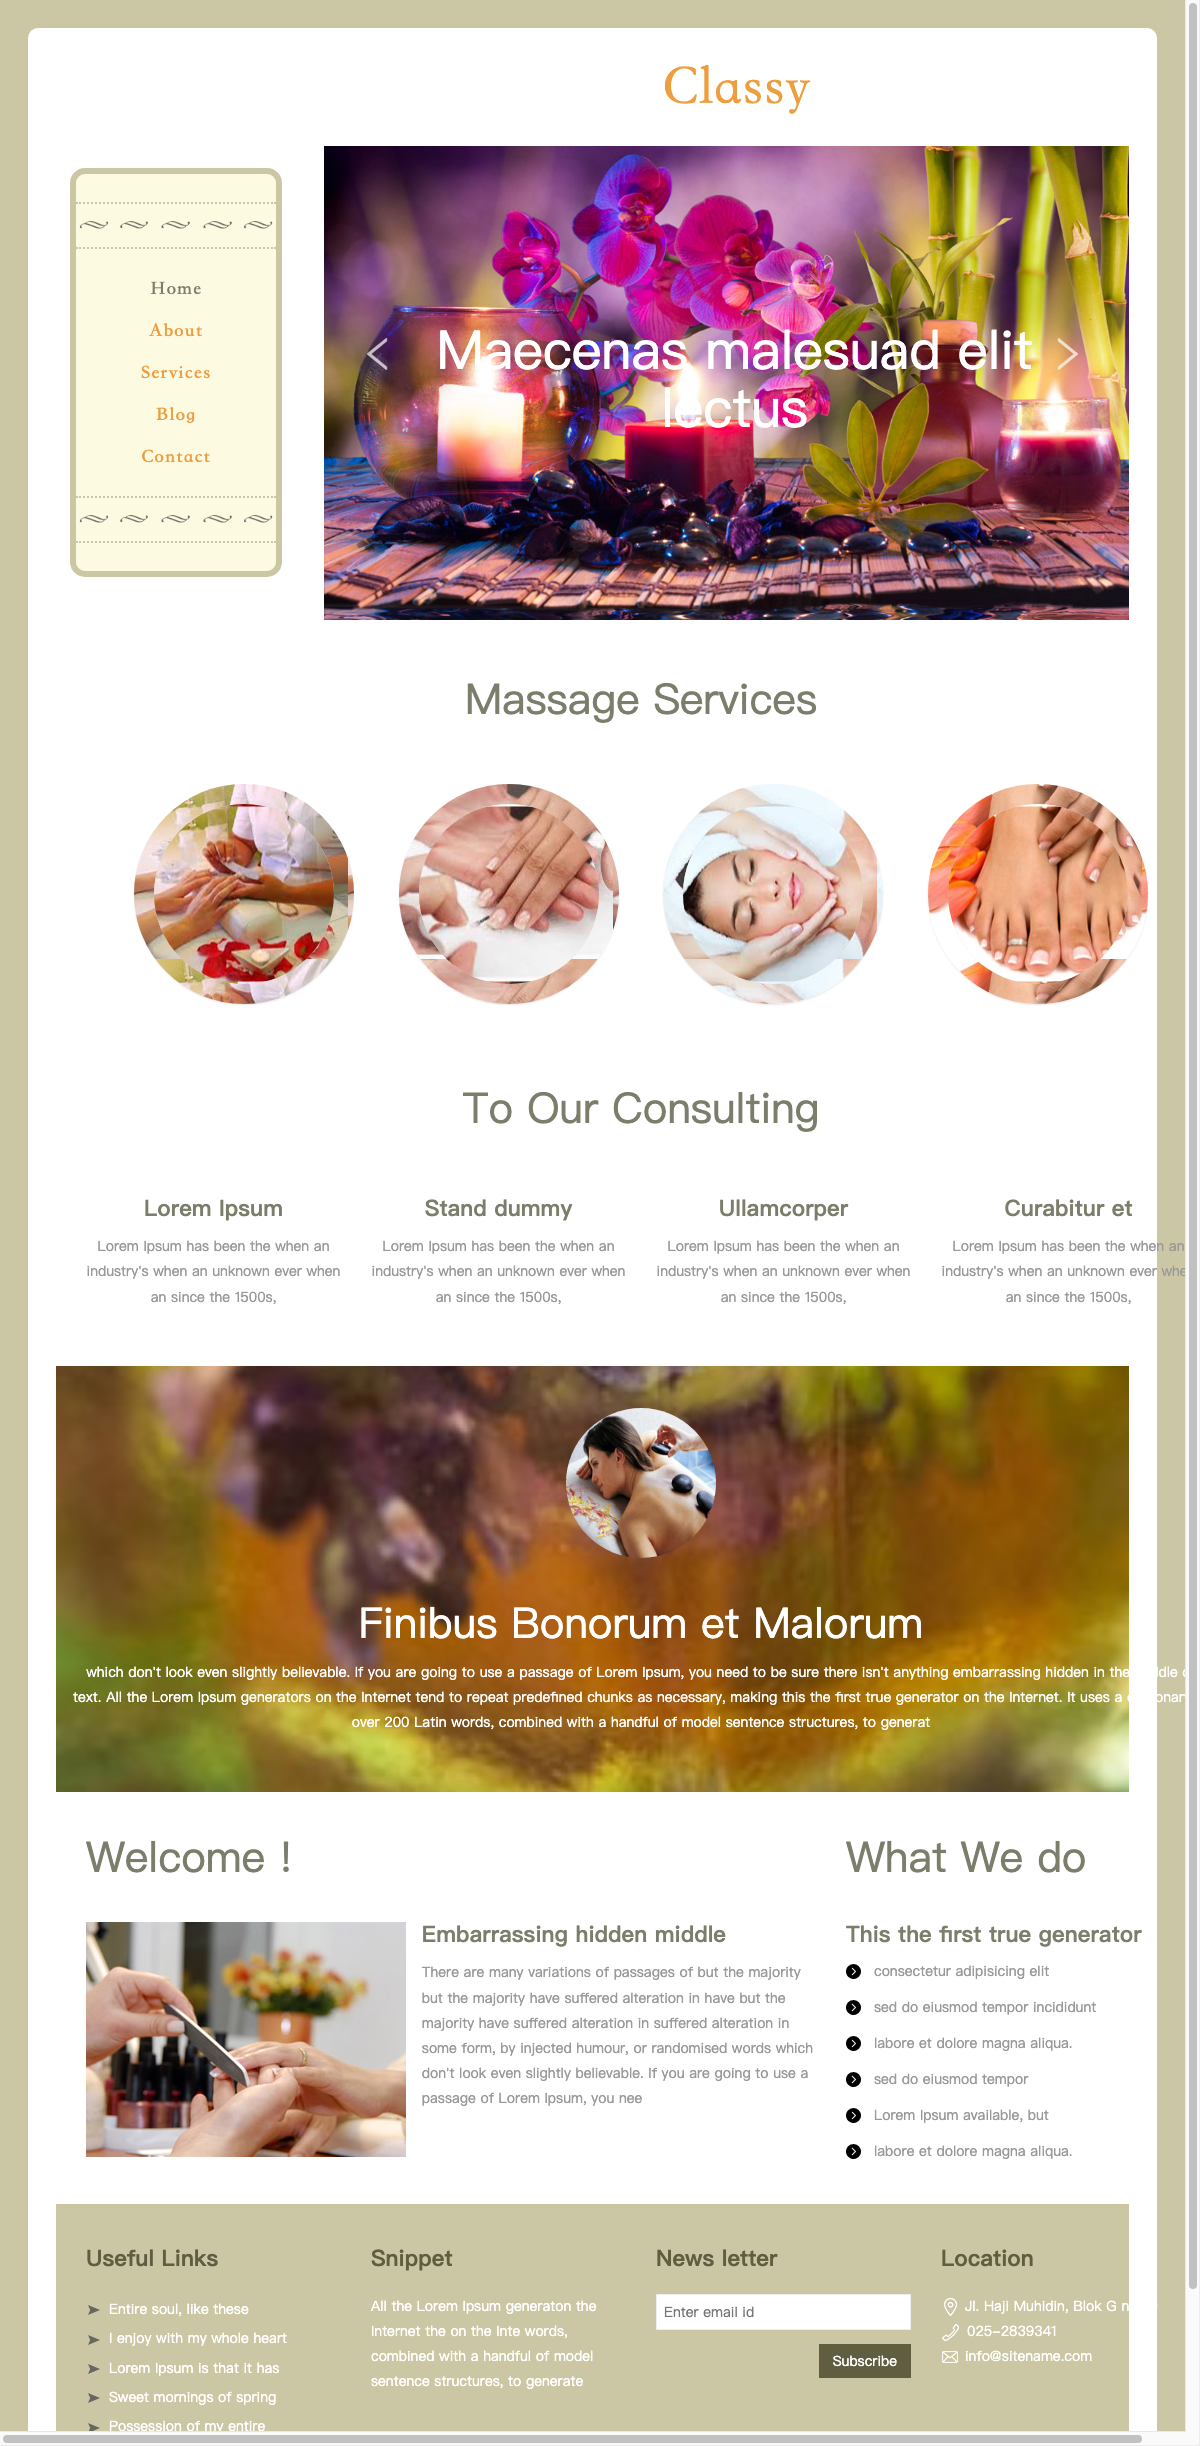 Classy
Home
About
Services
Blog
Contact
Maecenas malesuad elit
lectus
Massage Services
To Our Consulting
Lorem Ipsum
Lorem Ipsum has been the when an
industry's when an unknown ever when
an since the 1500s,
Stand dummy
Lorem Ipsum has been the when an
industry's when an unknown ever when
an since the 1500s,
Ullamcorper
Lorem Ipsum has been the when an
industry's when an unknown ever when
an since the 1500s,
Curabitur et
Lorem Ipsum has been the when an
industry's when an unknown ever
an since the 1500s,
Finibus Bonorum et Malorum
which don't look even slightly believable. If you are going to use a passage of Lorem Ipsum, you need to be sure there isn't anything embarrassing hidden in the
text. All the Lorem Ipsum generators on the Internet tend to repeat predefined chunks as necessary, making this the first true generator on the Internet. It uses a
over 200 Latin words, combined with a handful of model sentence structures, to generat
Welcome !
Embarrassing hidden middle
There are many variations of passages of but the majority
but the majority have suffered alteration in have but the
majority have suffered alteration in suffered alteration in
some form, by injected humour, or randomised words which
don't look even slightly believable. If you are going to use a
passage of Lorem Ipsum, you nee
What We do
This the first true generator
consectetur adipisicing elit
sed do eiusmod tempor incididunt
labore et dolore magna aliqua.
sed do eiusmod tempor
Lorem Ipsum available, but
labore et dolore magna aliqua.
Useful Links
Entire soul, like these
I enjoy with my whole heart
Lorem Ipsum is that it has
Sweet mornings of spring
Possession of my entire
Snippet
All the Lorem Ipsum generaton the
Internet the on the Inte words,
combined with a handful of model
sentence structures, to generate
News letter
Enter email id
Subscribe
Location
Jl. Haji Muhidin, Blok G
025-2839341
info@sitename.com